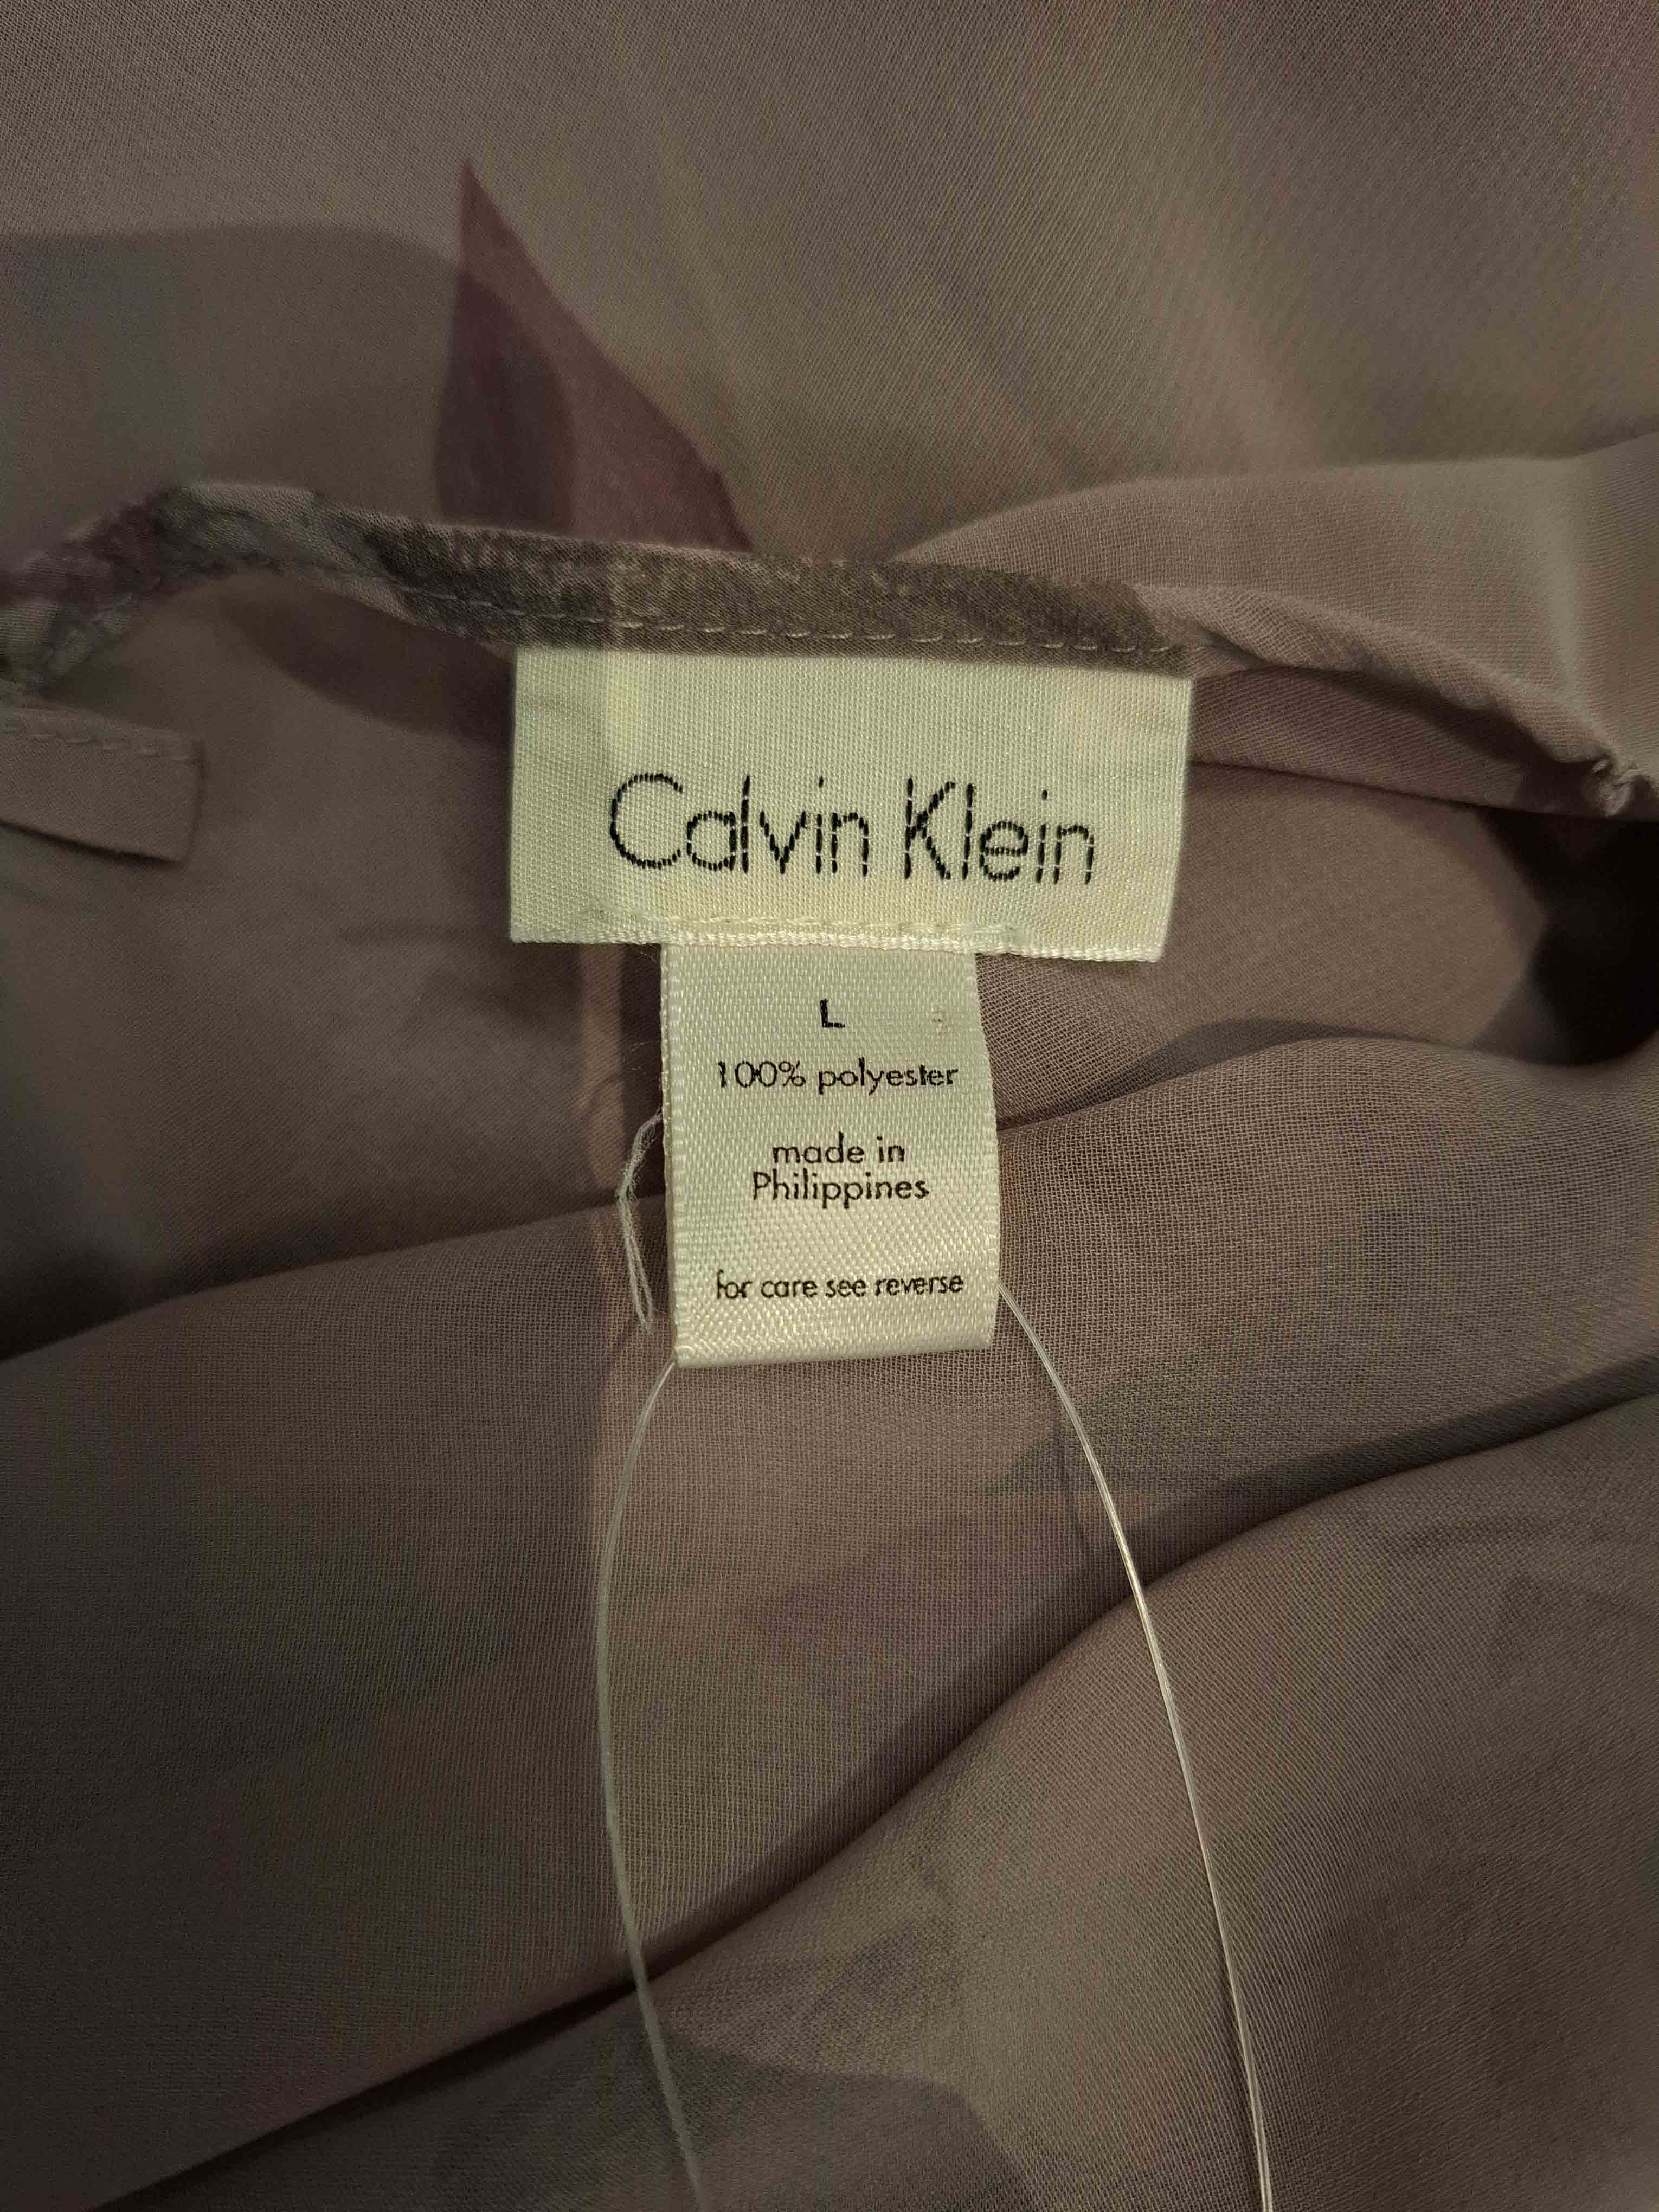 Calvin Klein
L
100% polyester
made in
Philippines
for care see reverse